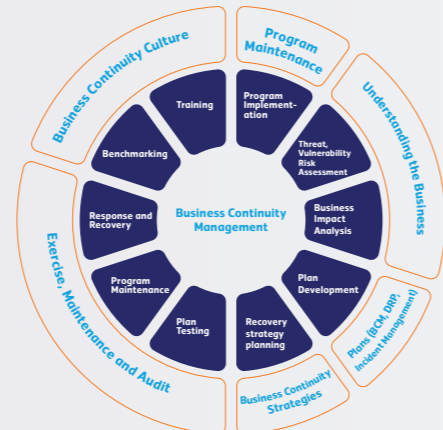 Business Continuity Culture
Program
Maintenance
Understanding the Business
Plans (BCM, DRP,
Incident Management)
Business Continuity
Strategies
Exercise, Maintenance and Audit
Training
Program
Implement-
ation
Threat,
Vulnerability
Risk
Assessment
Business
Impact
Analysis
Plan
Development
Recovery
strategy
planning
Plan
Testing
Program
Maintenance
Response and
Recovery
Benchmarking
Business Continuity
Management